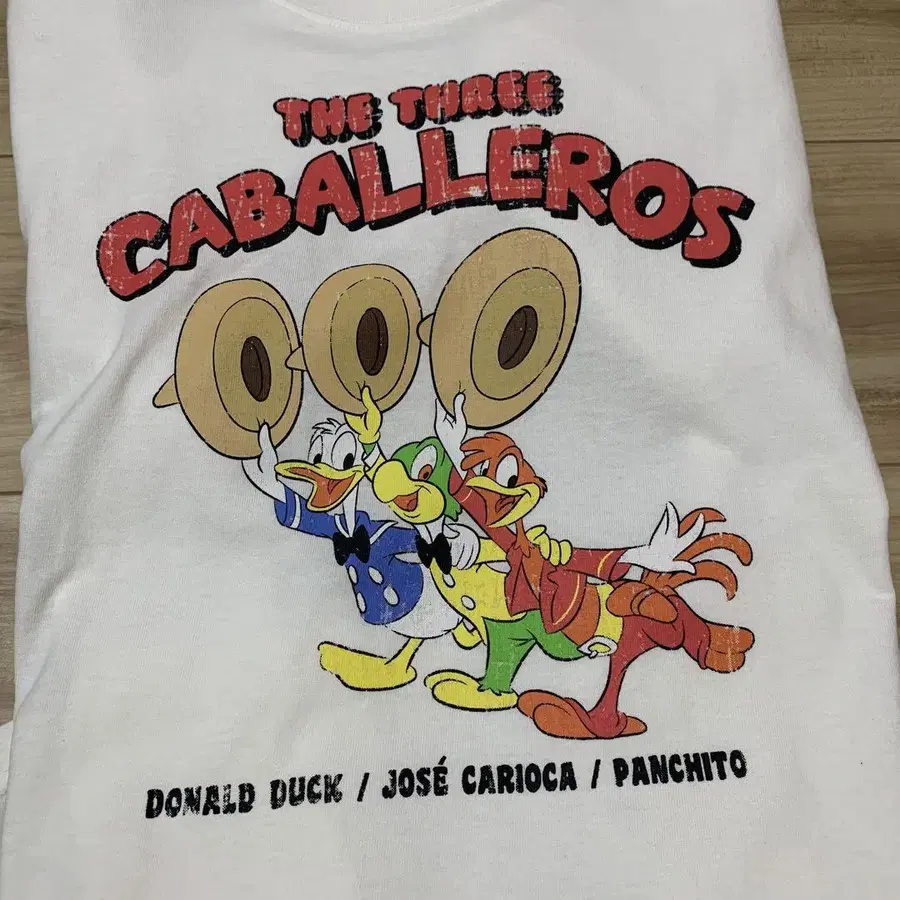 THE THREE
CABALLEROS
DONALD DUCK / JOSÉ CARIOCA / PANCHITO